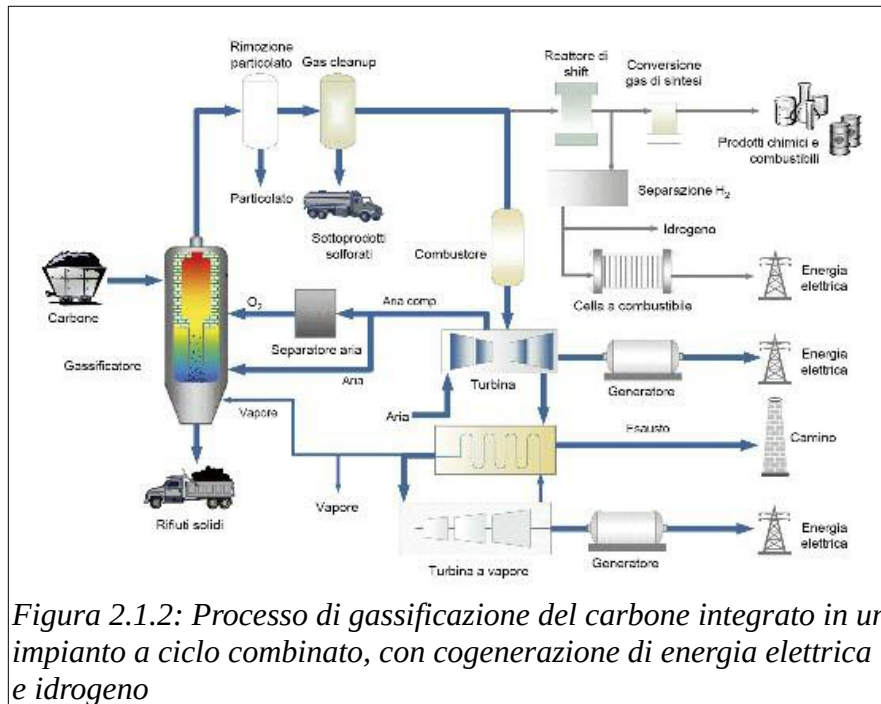 Rimozione
particolato
Gas cleanup
Reattore di
shift
Conversione
gas di sintesi
Prodotti chimici e
combustibili
Particolato
Sottoprodotti
solforati
Separazione H₂
Idrogeno
Combustore
Cella a combustibile
Energia
elettrica
Carbone
O₂
Aria comp.
Separatore aria
Gassificatore
Aria
Turbina
Generatore
Energia
elettrica
Vapore
Aria
Esausto
Camino
Rifiuti solidi
Vapore
Turbina a vapore
Generatore
Energia
elettrica
Figura 2.1.2: Processo di gassificazione del carbone integrato in un
impianto a ciclo combinato, con cogenerazione di energia elettrica
e idrogeno